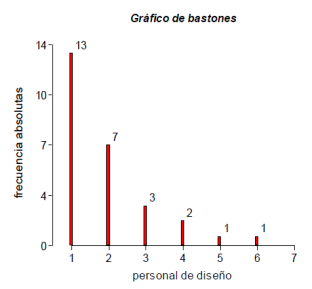 Gráfico de bastones
14
13
10
7
7
4
3
2
1
1
0
1 2 3 4 5 6 7
frecuencia absolutas
personal de diseño